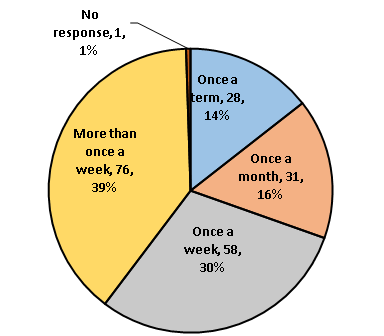 No
response, 1,
1%
Once a
term, 28,
14%
Once a
month, 31,
16%
Once a
week, 58,
30%
More than
once a
week, 76,
39%